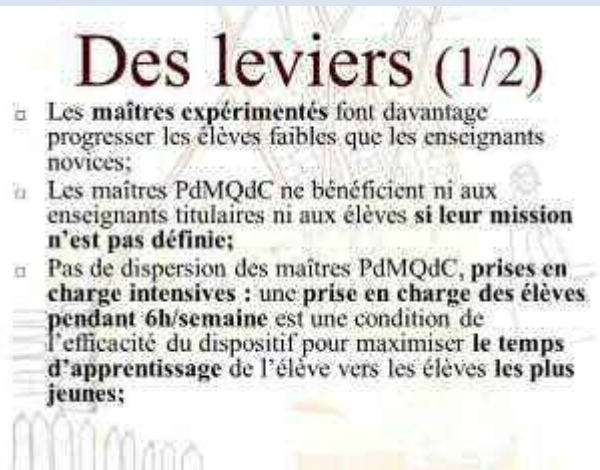 Des leviers (1/2)
Les maîtres expérimentés font davantage
progresser les élèves faibles que les enseignants
novices;
Les maîtres PdMQdC ne bénéficient ni aux
enseignants titulaires ni aux élèves si leur mission
n'est pas définie;
Pas de dispersion des maîtres PdMQdC, prises en
charge intensives : une prise en charge des élèves
pendant 6h/semaine est une condition de
l'efficacité du dispositif pour maximiser le temps
d'apprentissage de l'élève vers les élèves les plus
jeunes;